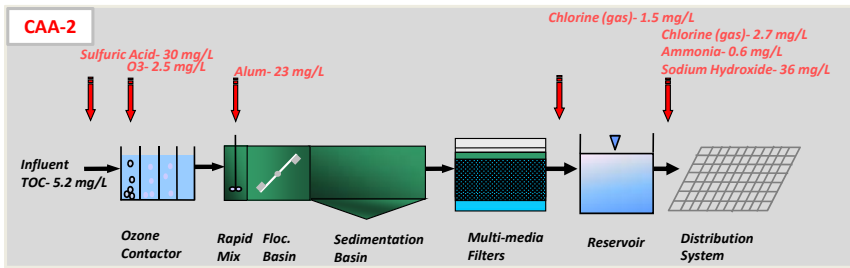 CAA-2
Sulfuric Acid- 30 mg/L
O3- 2.5 mg/L
Alum- 23 mg/L
Chlorine (gas)- 1.5 mg/L
Chlorine (gas)- 2.7 mg/L
Ammonia- 0.6 mg/L
Sodium Hydroxide- 36 mg/L
Influent
TOC- 5.2 mg/L
Ozone
Contactor
Rapid
Mix
Floc.
Basin
Sedimentation
Basin
Multi-media
Filters
Reservoir
Distribution
System